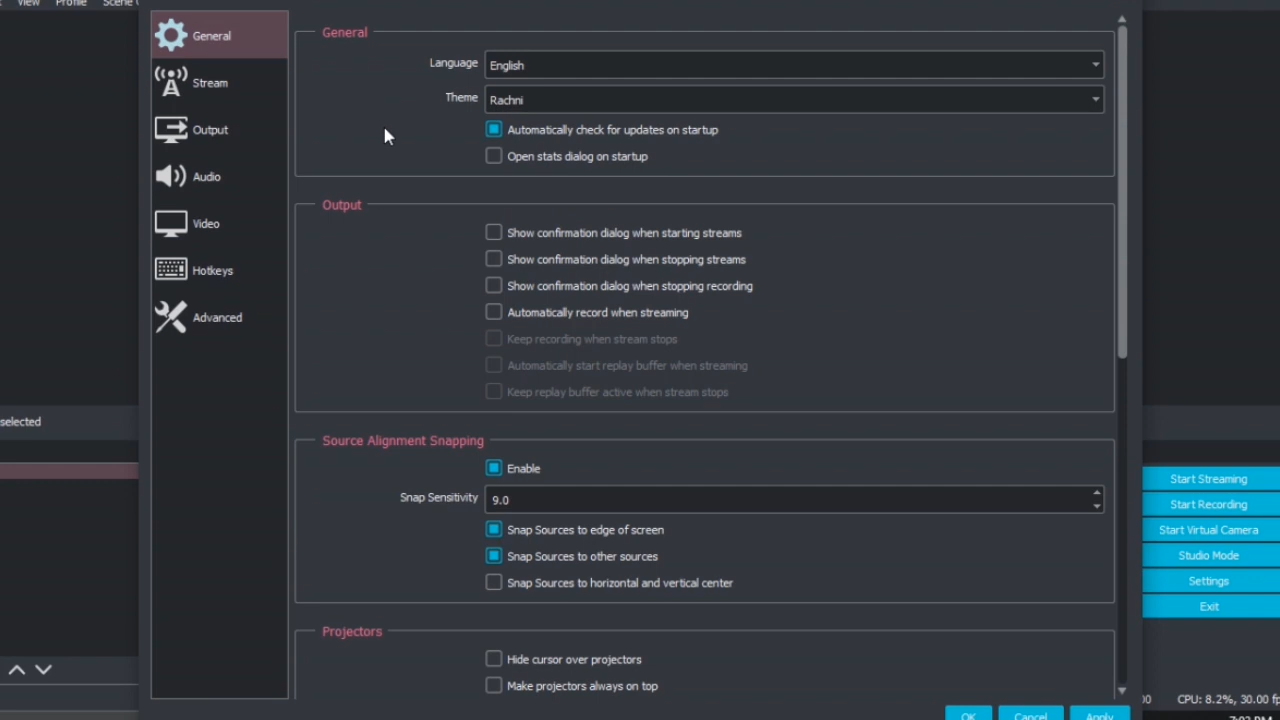 View Profile Scene
General
Stream
Output
Audio
Video
Hotkeys
Advanced
General
Language English
Theme Rachni
Automatically check for updates on startup
Open stats dialog on startup
Output
Show confirmation dialog when starting streams
Show confirmation dialog when stopping streams
Show confirmation dialog when stopping recording
Automatically record when streaming
Keep recording when stream stops
Automatically start replay buffer when streaming
Keep replay buffer active when stream stops
Source Alignment Snapping
Enable
Snap Sensitivity 9.0
Snap Sources to edge of screen
Snap Sources to other sources
Snap Sources to horizontal and vertical center
Projectors
Hide cursor over projectors
Make projectors always on top
OK Cancel Apply
selected
Start Streaming
Start Recording
Start Virtual Camera
Studio Mode
Settings
Exit
CPU: 8.2%, 30.00 fp